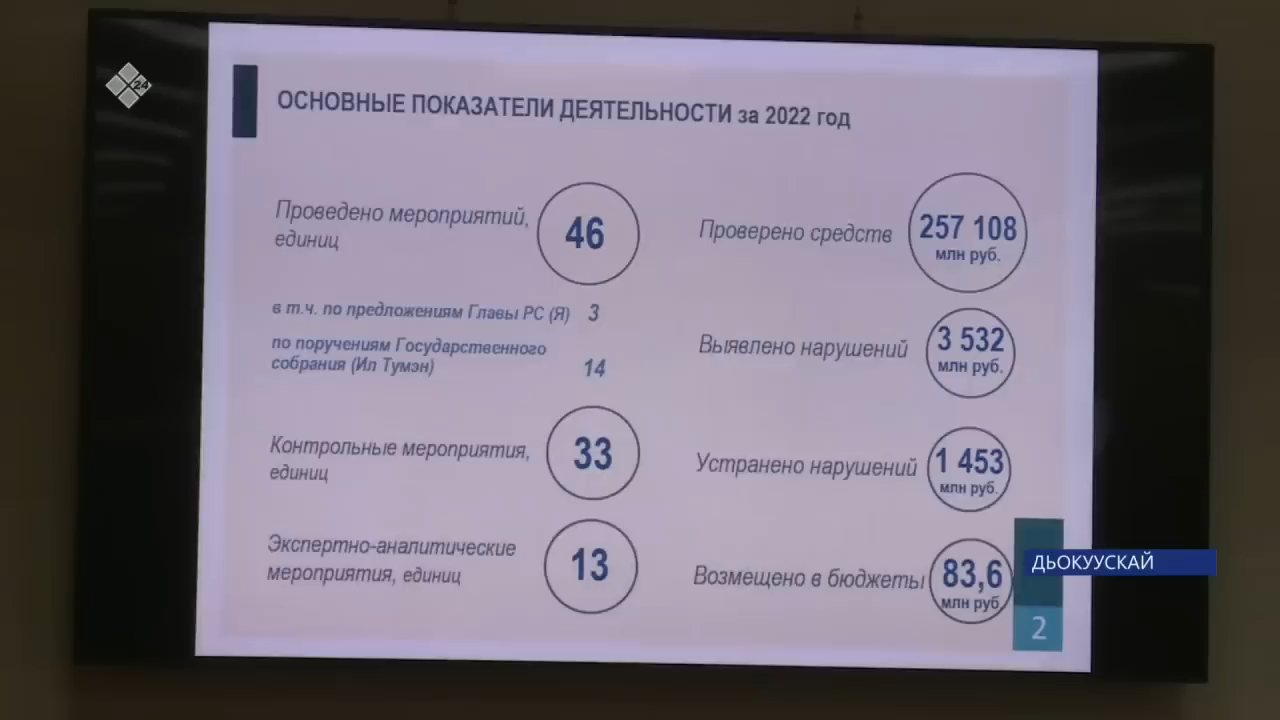 24
ОСНОВНЫЕ ПОКАЗАТЕЛИ ДЕЯТЕЛЬНОСТИ за 2022 год
Проведено мероприятий,
единиц
46
в т.ч. по предложениям Главы РС (Я) 3
по поручениям Государственного
собрания (Ил Тумэн)
14
Контрольные мероприятия,
единиц
33
Экспертно-аналитические
мероприятия, единиц
13
Проверено средств
257 108
млн руб.
Выявлено нарушений
3 532
млн руб.
Устранено нарушений
1 453
млн руб.
Возмещено в бюджеты
83,6
млн руб.
ДЬОКУУСКАЙ
2